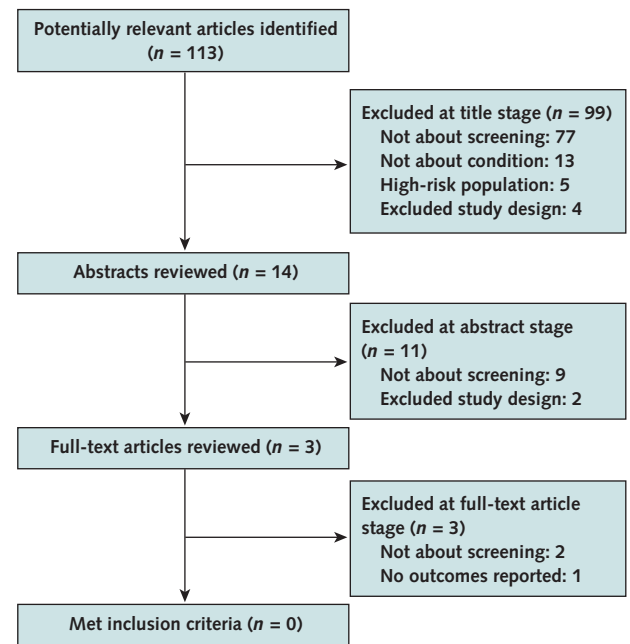 Potentially relevant articles identified
(n = 113)
Excluded at title stage (n = 99)
Not about screening: 77
Not about condition: 13
High-risk population: 5
Excluded study design: 4
Abstracts reviewed (n = 14)
Excluded at abstract stage
(n = 11)
Not about screening: 9
Excluded study design: 2
Full-text articles reviewed (n = 3)
Excluded at full-text article
stage (n = 3)
Not about screening: 2
No outcomes reported: 1
Met inclusion criteria (n = 0)